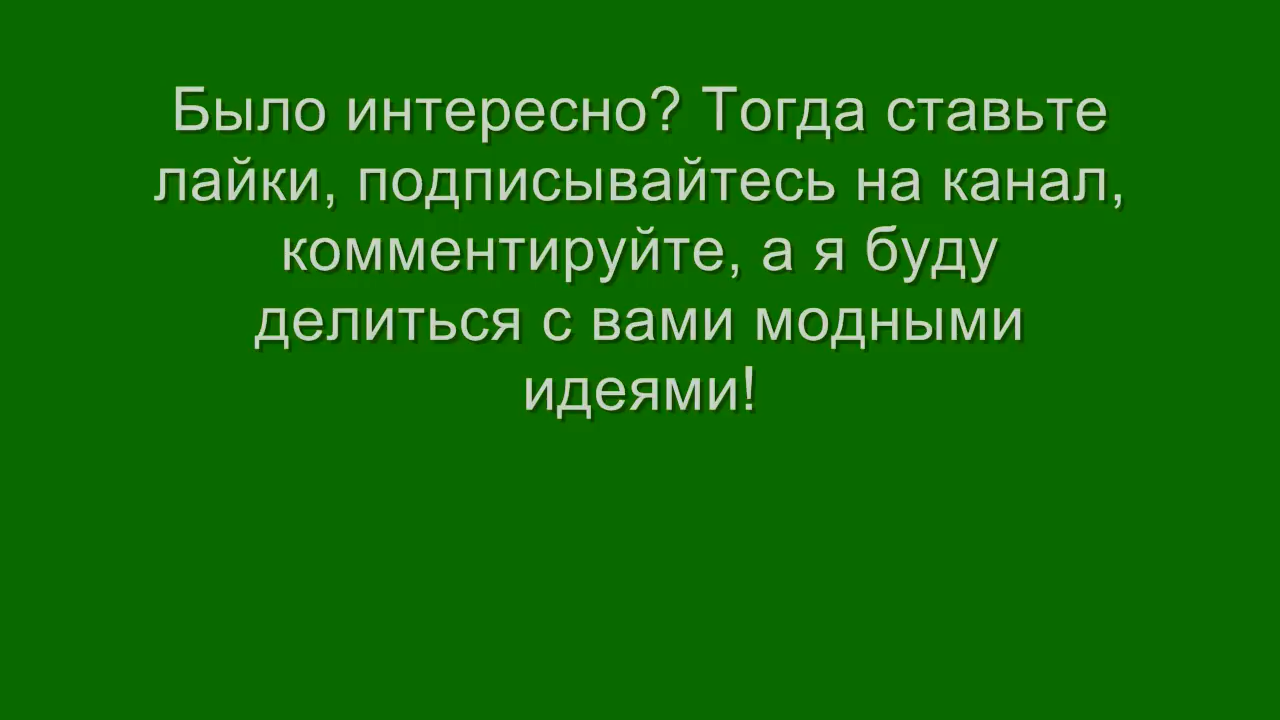 Было интересно? Тогда ставьте
лайки, подписывайтесь на канал,
комментируйте, а я буду
делиться с вами модными
идеями!